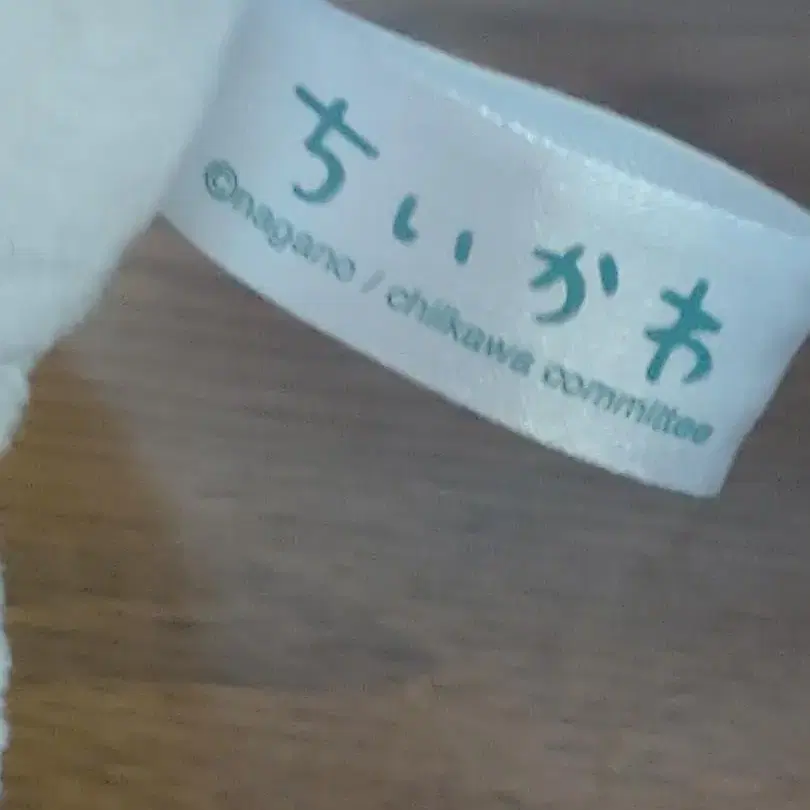 ちいかわ
©nagano / chiikawa committee